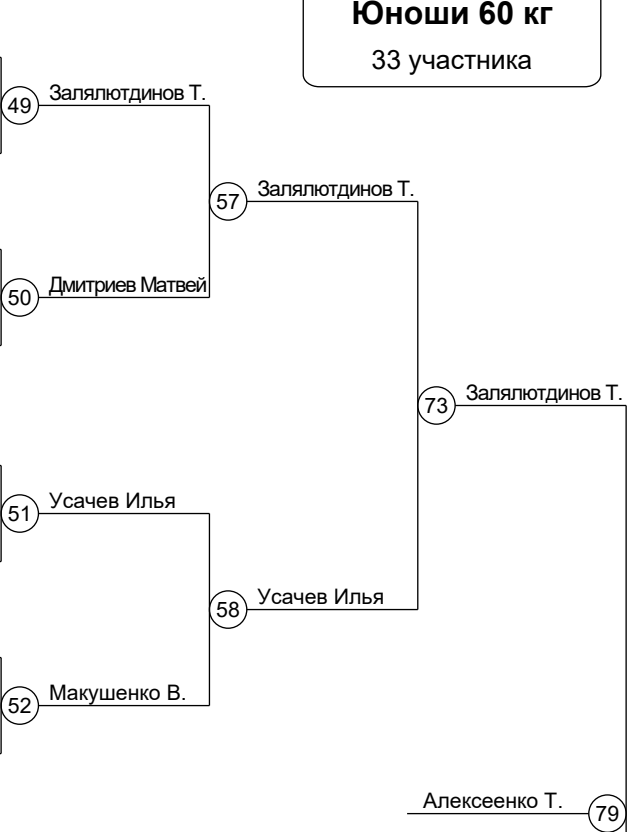 Юноши 60 кг
33 участника
49 Залялютдинов Т.
57 Залялютдинов Т.
50 Дмитриев Матвей
73 Залялютдинов Т.
51 Усачев Илья
58 Усачев Илья
52 Макушенко В.
Алексеенко Т. 79